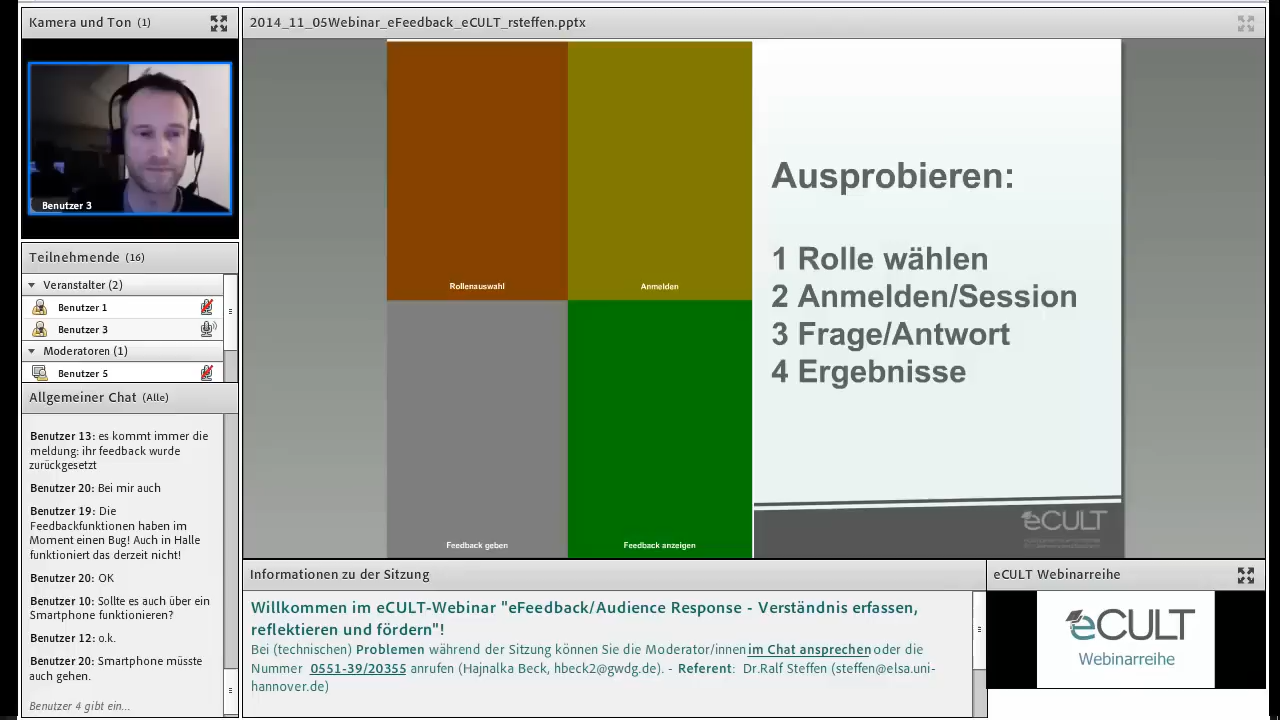 Kamera und Ton (1)
Benutzer 3
Teilnehmende (16)
Veranstalter (2)
Benutzer 1
Benutzer 3
Moderatoren (1)
Benutzer 5
Allgemeiner Chat (Alle)
Benutzer 13: es kommt immer die
meldung: ihr feedback wurde
zurückgesetzt
Benutzer 20: Bei mir auch
Benutzer 19: Die
Feedbackfunktionen haben im
Moment einen Bug! Auch in Halle
funktioniert das derzeit nicht!
Benutzer 20: OK
Benutzer 10: Sollte es auch über ein
Smartphone funktionieren?
Benutzer 12: o.k.
Benutzer 20: Smartphone müsste
auch gehen.
Benutzer 4 gibt ein...
2014_11_05Webinar_eFeedback_eCULT_rsteffen.pptx
Rollenauswahl
Anmelden
Feedback geben
Feedback anzeigen
Ausprobieren:
1 Rolle wählen
2 Anmelden/Session
3 Frage/Antwort
4 Ergebnisse
eCULT
Informationen zu der Sitzung
Willkommen im eCULT-Webinar "eFeedback/Audience Response - Verständnis erfassen,
reflektieren und fördern"!
Bei (technischen) Problemen während der Sitzung können Sie die Moderator/innen im Chat ansprechen oder die
Nummer 0551-39/20355 anrufen (Hajnalka Beck, hbeck2@gwdg.de). - Referent: Dr.Ralf Steffen (steffen@elsa.uni-
hannover.de)
eCULT Webinarreihe
eCULT
Webinarreihe